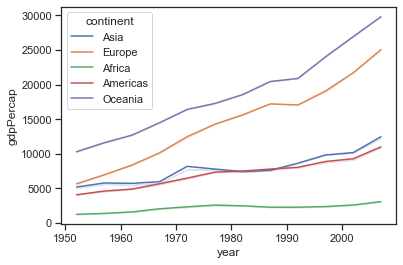 30000
25000
20000
15000
10000
5000
0
gdpPercap
continent
Asia
Europe
Africa
Americas
Oceania
1950 1960 1970 1980 1990 2000
year